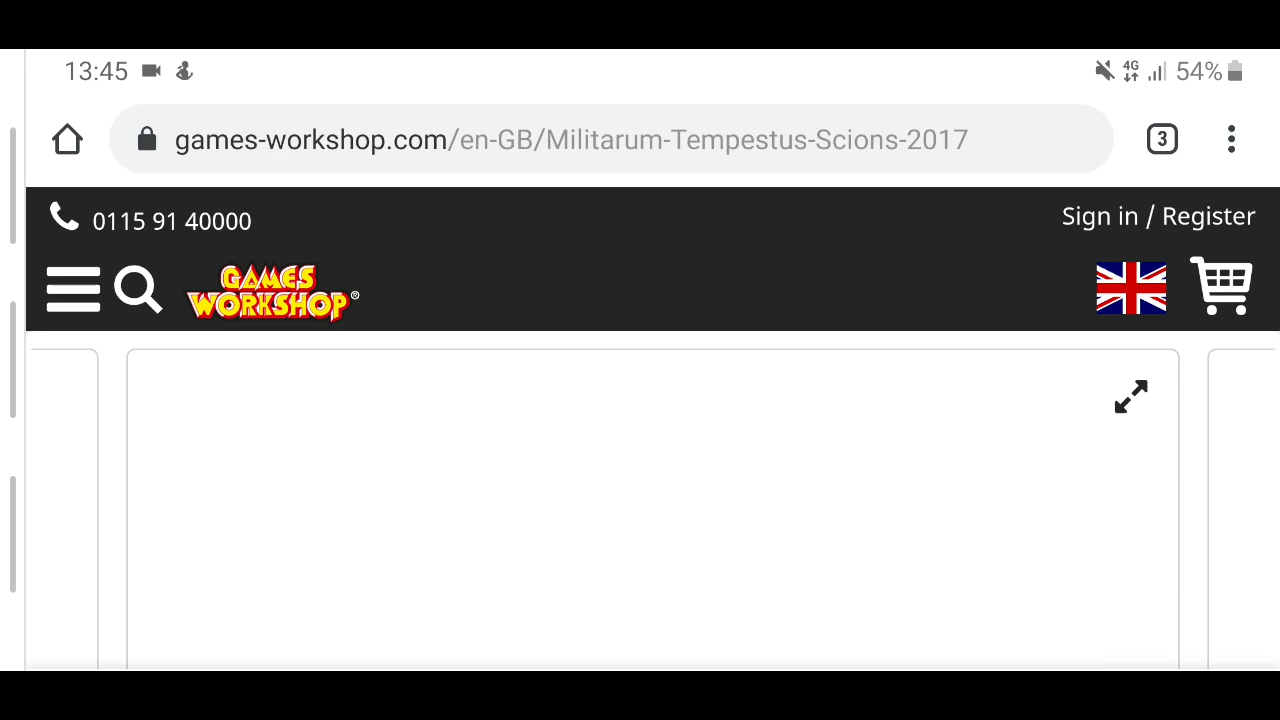 13:45
4G
54%
games-workshop.com/en-GB/Militarum-Tempestus-Scions-2017
3
0115 91 40000
Sign in / Register
GAMES
WORKSHOP®